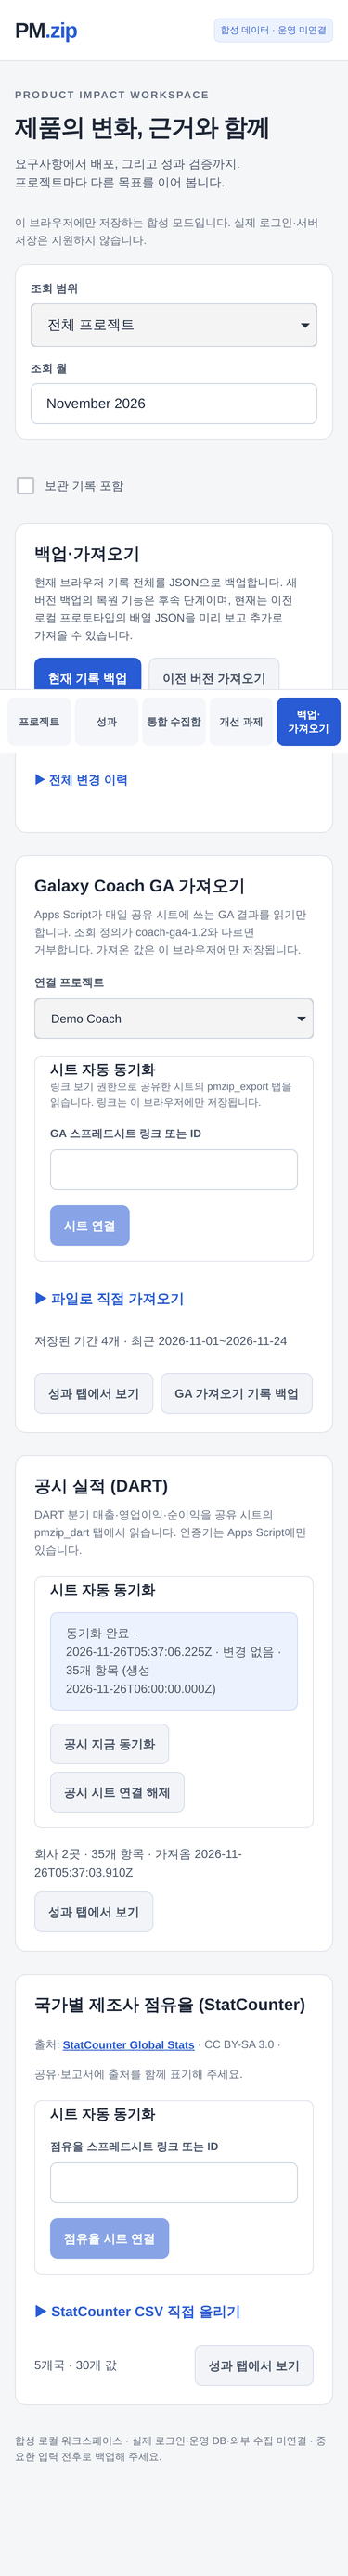 PM.zip
합성 데이터 · 운영 미연결
PRODUCT IMPACT WORKSPACE
제품의 변화, 근거와 함께
요구사항에서 배포, 그리고 성과 검증까지.
프로젝트마다 다른 목표를 이어 봅니다.
이 브라우저에만 저장하는 합성 모드입니다. 실제 로그인·서버
저장은 지원하지 않습니다.
조회 범위
전체 프로젝트
조회 월
November 2026
보관 기록 포함
백업·가져오기
현재 브라우저 기록 전체를 JSON으로 백업합니다. 새
버전 백업의 복원 기능은 후속 단계이며, 현재는 이전
로컬 프로토타입의 배열 JSON을 미리 보고 추가로
가져올 수 있습니다.
현재 기록 백업
이전 버전 가져오기
프로젝트
성과
통합 수집함
개선 과제
백업·
가져오기
▶ 전체 변경 이력
Galaxy Coach GA 가져오기
Apps Script가 매일 공유 시트에 쓰는 GA 결과를 읽기만
합니다. 조회 정의가 coach-ga4-1.2와 다르면
거부합니다. 가져온 값은 이 브라우저에만 저장됩니다.
연결 프로젝트
Demo Coach
시트 자동 동기화
링크 보기 권한으로 공유한 시트의 pmzip_export 탭을
읽습니다. 링크는 이 브라우저에만 저장됩니다.
GA 스프레드시트 링크 또는 ID
시트 연결
▶ 파일로 직접 가져오기
저장된 기간 4개 · 최근 2026-11-01~2026-11-24
성과 탭에서 보기
GA 가져오기 기록 백업
공시 실적 (DART)
DART 분기 매출·영업이익·순이익을 공유 시트의
pmzip_dart 탭에서 읽습니다. 인증키는 Apps Script에만
있습니다.
시트 자동 동기화
동기화 완료 ·
2026-11-26T05:37:06.225Z · 변경 없음 ·
35개 항목 (생성
2026-11-26T06:00:00.000Z)
공시 지금 동기화
공시 시트 연결 해제
회사 2곳 · 35개 항목 · 가져옴 2026-11-
26T05:37:03.910Z
성과 탭에서 보기
국가별 제조사 점유율 (StatCounter)
출처: StatCounter Global Stats · CC BY-SA 3.0 ·
공유·보고서에 출처를 함께 표기해 주세요.
시트 자동 동기화
점유율 스프레드시트 링크 또는 ID
점유율 시트 연결
▶ StatCounter CSV 직접 올리기
5개국 · 30개 값
성과 탭에서 보기
합성 로컬 워크스페이스 · 실제 로그인·운영 DB·외부 수집 미연결 · 중
요한 입력 전후로 백업해 주세요.